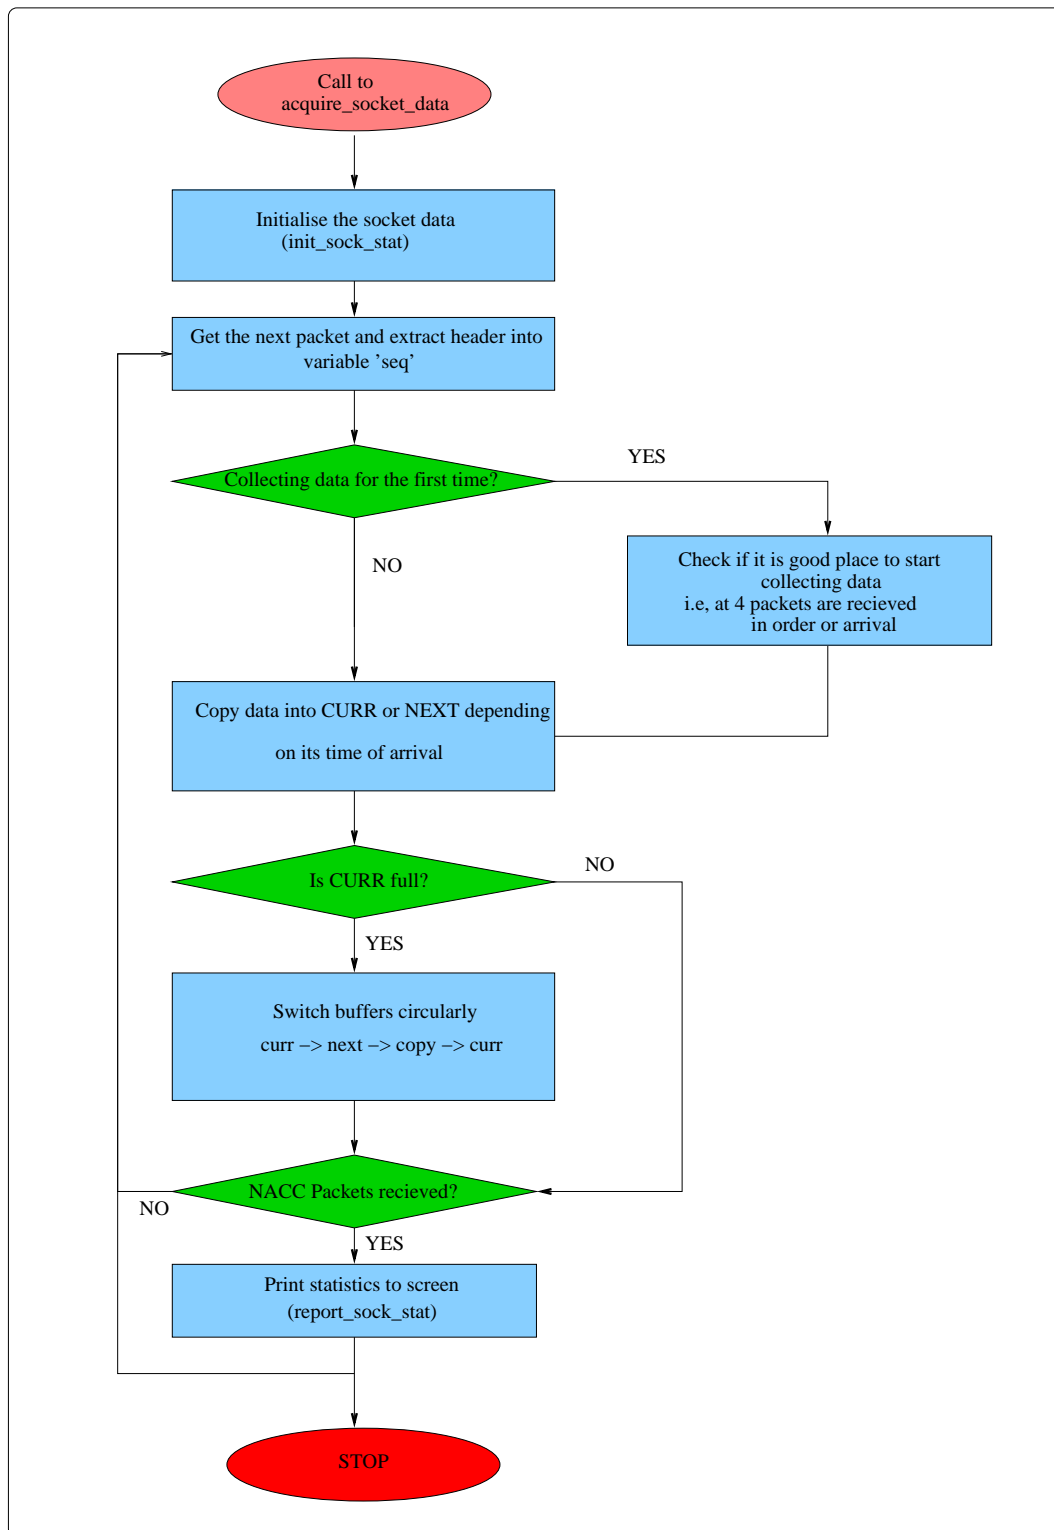 Call to
acquire_socket_data
Initialise the socket data
(init_sock_stat)
Get the next packet and extract header into
variable ’seq’
Collecting data for the first time?
YES
NO
Check if it is good place to start
collecting data
i.e, at 4 packets are recieved
in order or arrival
Copy data into CURR or NEXT depending
on its time of arrival
Is CURR full?
NO
YES
Switch buffers circularly
curr −> next −> copy −> curr
NACC Packets recieved?
NO
YES
Print statistics to screen
(report_sock_stat)
STOP